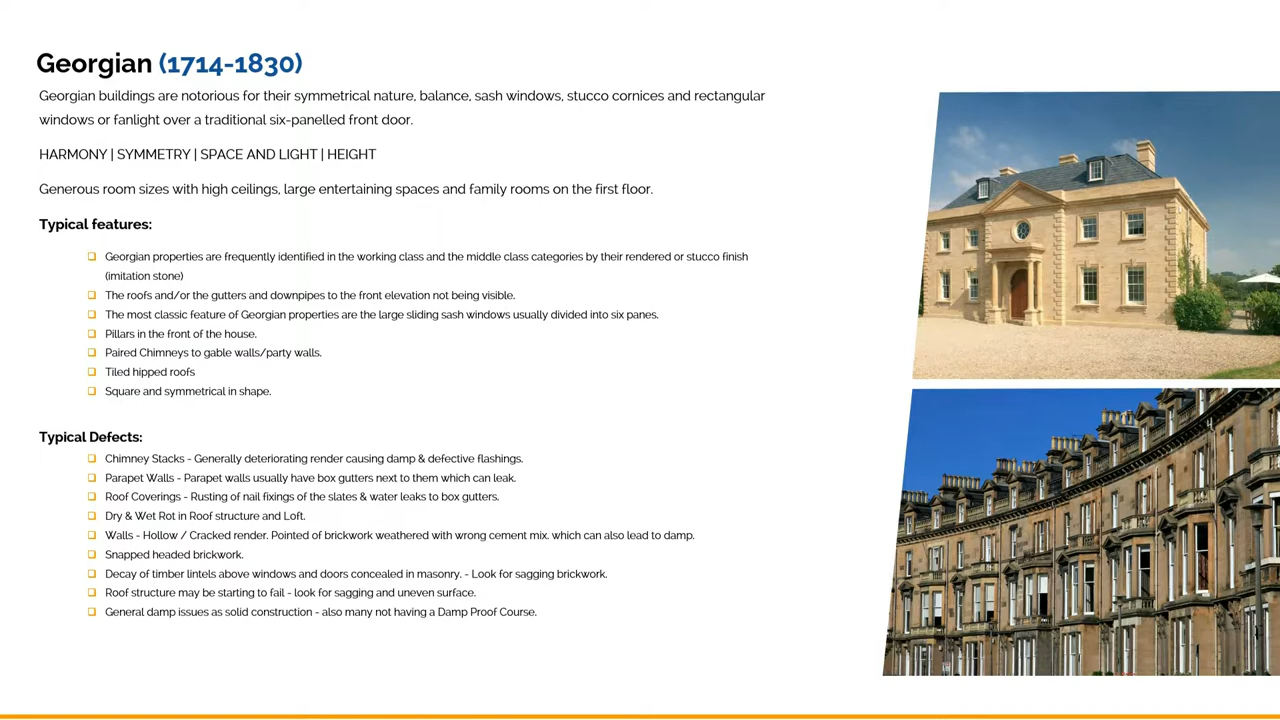 Georgian (1714-1830)
Georgian buildings are notorious for their symmetrical nature, balance, sash windows, stucco cornices and rectangular
windows or fanlight over a traditional six-panelled front door.
HARMONY | SYMMETRY | SPACE AND LIGHT | HEIGHT
Generous room sizes with high ceilings, large entertaining spaces and family rooms on the first floor.
Typical features:
❑ Georgian properties are frequently identified in the working class and the middle class categories by their rendered or stucco finish
(imitation stone)
❑ The roofs and/or the gutters and downpipes to the front elevation not being visible.
❑ The most classic feature of Georgian properties are the large sliding sash windows usually divided into six panes.
❑ Pillars in the front of the house.
❑ Paired Chimneys to gable walls/party walls.
❑ Tiled hipped roofs
❑ Square and symmetrical in shape.
Typical Defects:
❑ Chimney Stacks - Generally deteriorating render causing damp & defective flashings.
❑ Parapet Walls - Parapet walls usually have box gutters next to them which can leak.
❑ Roof Coverings - Rusting of nail fixings of the slates & water leaks to box gutters.
❑ Dry & Wet Rot in Roof structure and Loft.
❑ Walls - Hollow / Cracked render. Pointed of brickwork weathered with wrong cement mix. which can also lead to damp.
❑ Snapped headed brickwork.
❑ Decay of timber lintels above windows and doors concealed in masonry. - Look for sagging brickwork.
❑ Roof structure may be starting to fail - look for sagging and uneven surface.
❑ General damp issues as solid construction - also many not having a Damp Proof Course.